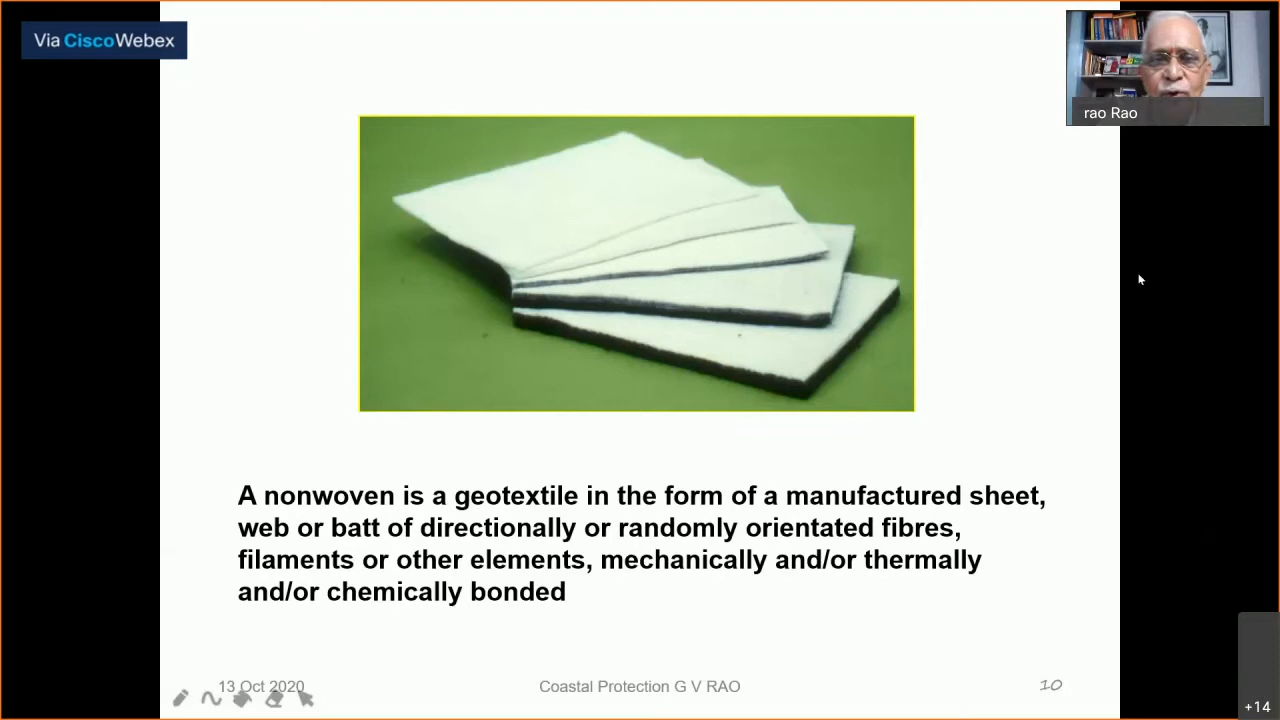 Via CiscoWebex
rao Rao
A nonwoven is a geotextile in the form of a manufactured sheet,
web or batt of directionally or randomly orientated fibres,
filaments or other elements, mechanically and/or thermally
and/or chemically bonded
13 Oct 2020
Coastal Protection G V RAO
10
+14